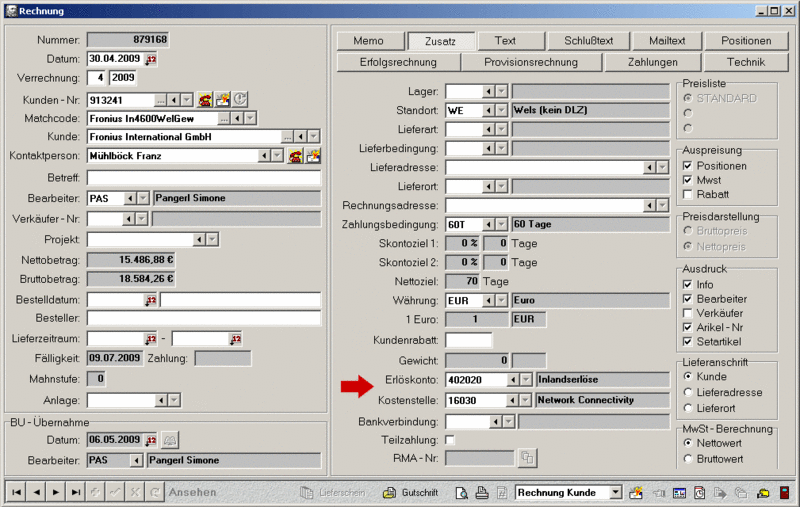 Rechnung
Nummer: 879168
Datum: 30.04.2009
Verrechnung: 4 2009
Kunden - Nr: 913241
Matchcode: Fronius In4600WelGew
Kunde: Fronius International GmbH
Kontaktperson: Mühlböck Franz
Betreff:
Bearbeiter: PAS Pangerl Simone
Verkäufer - Nr:
Projekt:
Nettobetrag: 15.486,88 €
Bruttobetrag: 18.584,26 €
Bestelldatum:
Besteller:
Lieferzeitraum: -
Fälligkeit: 09.07.2009 Zahlung:
Mahnstufe: 0
Anlage:
BU - Übernahme
Datum: 06.05.2009
Bearbeiter: PAS Pangerl Simone
Memo Zusatz Text Schlußtext Mailtext Positionen
Erfolgsrechnung Provisionsrechnung Zahlungen Technik
Lager:
Standort: WE Wels (kein DLZ)
Lieferart:
Lieferbedingung:
Lieferadresse:
Lieferort:
Rechnungsadresse:
Zahlungsbedingung: 60T 60 Tage
Skontoziel 1: 0 % 0 Tage
Skontoziel 2: 0 % 0 Tage
Nettoziel: 70 Tage
Währung: EUR Euro
1 Euro: 1 EUR
Kundenrabatt:
Gewicht: 0
Erlöskonto: 402020 Inlandserlöse
Kostenstelle: 16030 Network Connectivity
Bankverbindung:
Teilzahlung:
RMA - Nr:
Preisliste
STANDARD
Auspreisung
Positionen
Mwst
Rabatt
Preisdarstellung
Bruttopreis
Nettopreis
Ausdruck
Info
Bearbeiter
Verkäufer
Arikel - Nr
Setartikel
Lieferanschrift
Kunde
Lieferadresse
Lieferort
MwSt - Berechnung
Nettowert
Bruttowert
Ansehen Lieferschein Gutschrift Rechnung Kunde